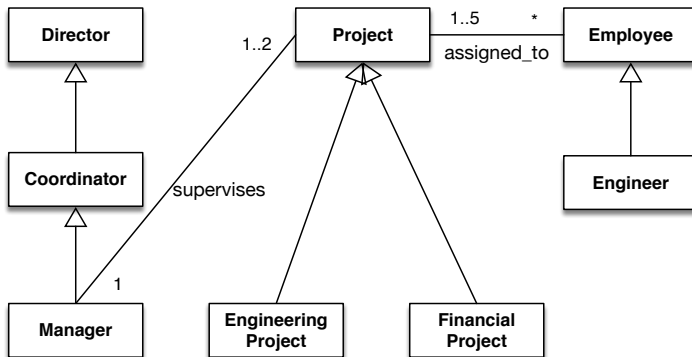 Director
1..2
Project
1..5
*
Employee
assigned_to
Coordinator
supervises
Engineer
1
Manager
Engineering
Project
Financial
Project